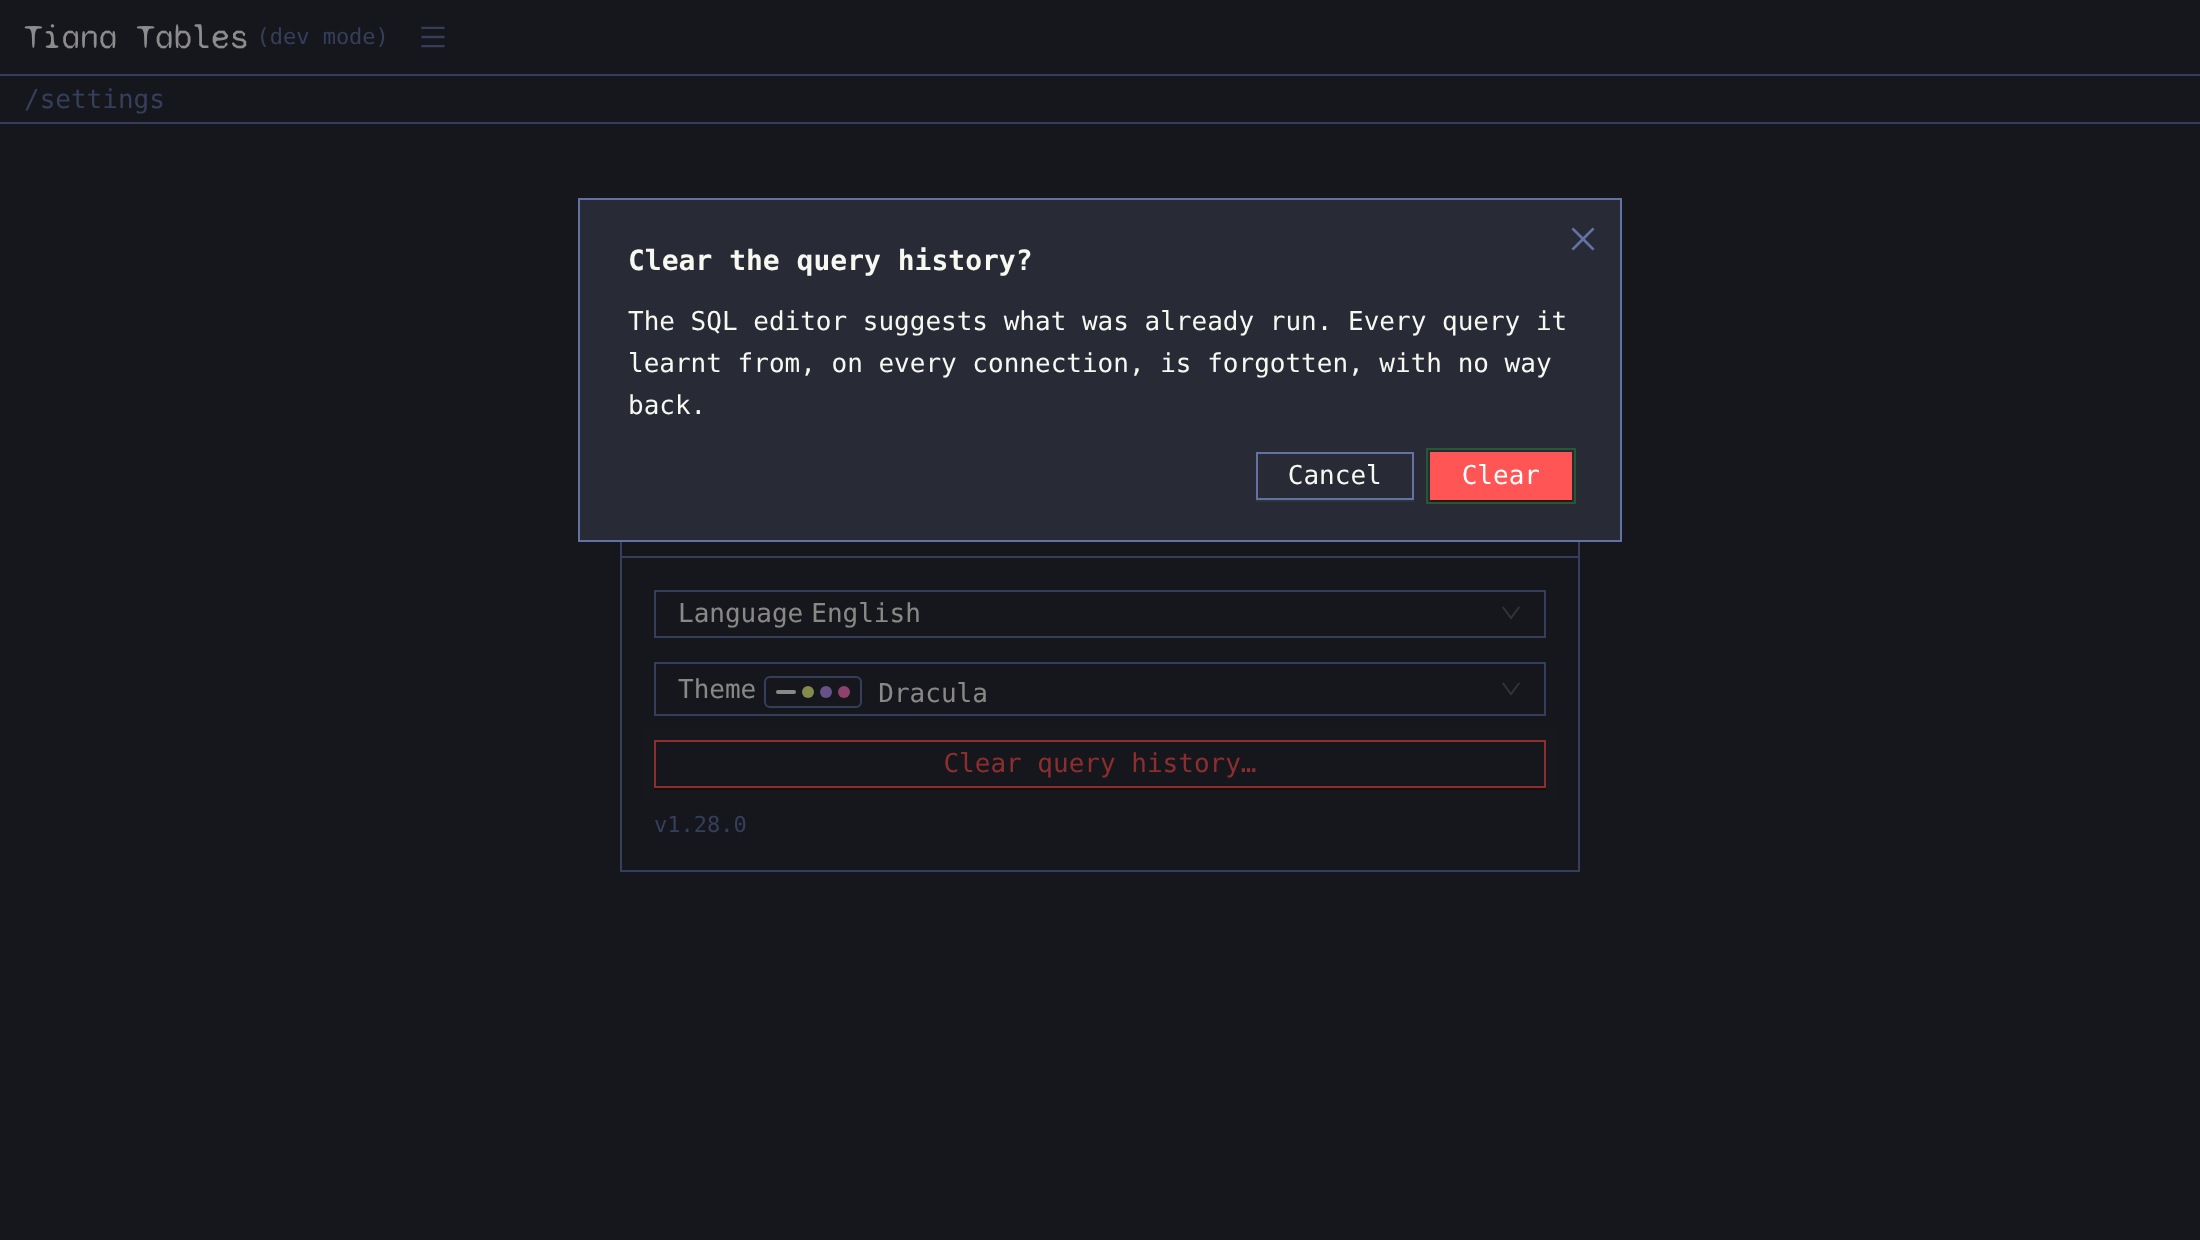 Tiana Tables (dev mode)
/settings
Clear the query history?
The SQL editor suggests what was already run. Every query it
learnt from, on every connection, is forgotten, with no way
back.
Cancel Clear
Language English
Theme Dracula
Clear query history…
v1.28.0